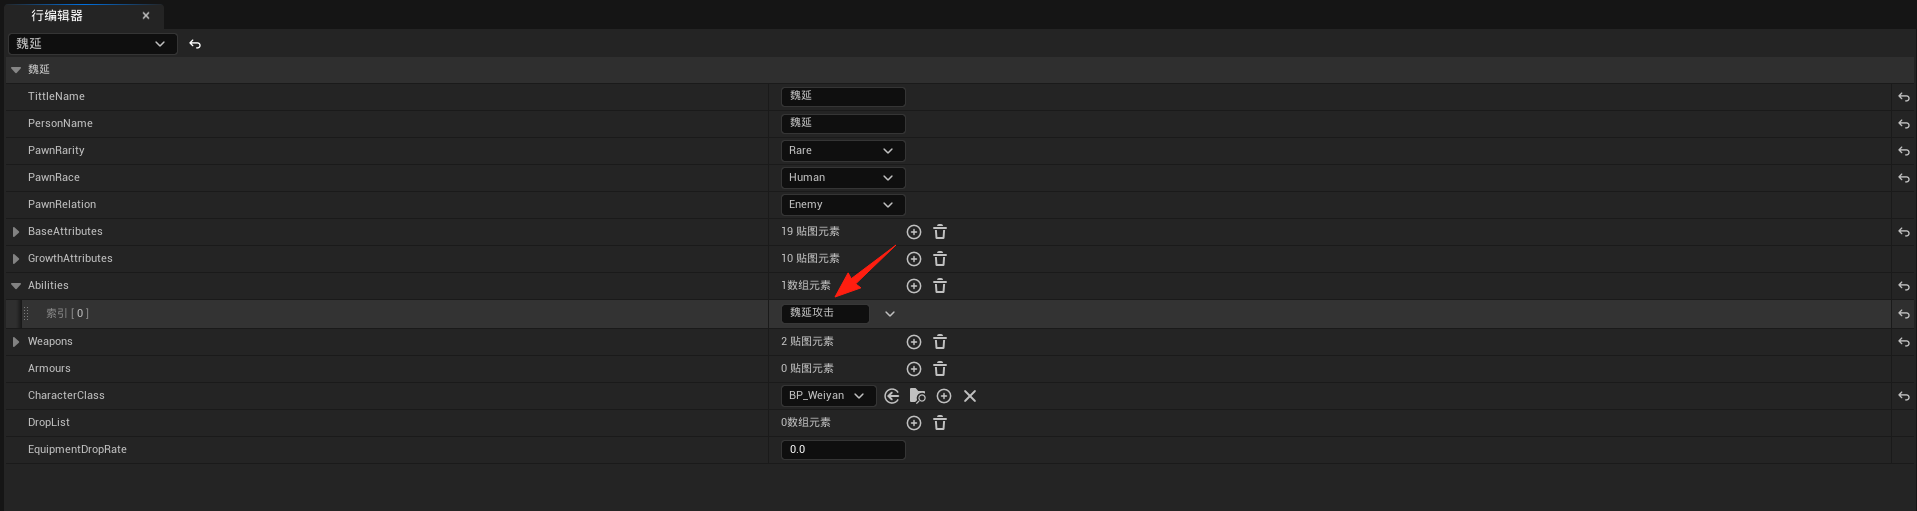 行编辑器
魏延
魏延
TittleName 魏延
PersonName 魏延
PawnRarity Rare
PawnRace Human
PawnRelation Enemy
BaseAttributes 19 贴图元素
GrowthAttributes 10 贴图元素
Abilities 1数组元素
索引 [ 0 ] 魏延攻击
Weapons 2 贴图元素
Armours 0 贴图元素
CharacterClass BP_Weiyan
DropList 0数组元素
EquipmentDropRate 0.0